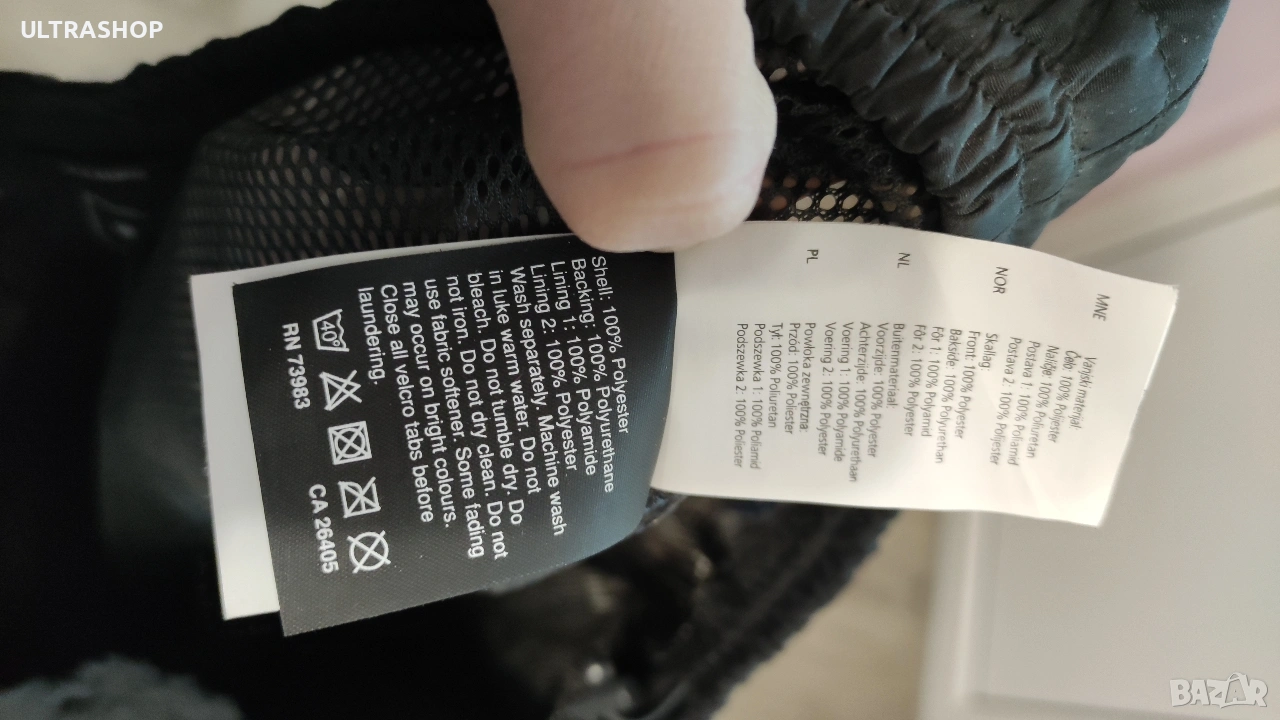 ULTRASHOP
Shell: 100% Polyester
Backing: 100% Polyurethane
Lining 1: 100% Polyamide
Lining 2: 100% Polyester
Wash separately. Machine wash
in luke warm water. Do not
bleach. Do not tumble dry. Do
not iron. Do not dry clean. Do not
use fabric softener. Some fading
may occur on bright colours.
Close all velcro tabs before
laundering.
40
RN 73983 CA 26405
MNE
Vanjski materijal:
Čelo: 100% Polyester
Naličje: 100% Poliuretan
Postava 1: 100% Poliamid
Postava 2: 100% Polijester
NOR
Skallag:
Front: 100% Polyester
Bakside: 100% Polyurethan
Fôr 1: 100% Polyamid
Fôr 2: 100% Polyester
NL
Buitenmateriaal:
Voorzijde: 100% Polyester
Achterzijde: 100% Polyurethaan
Voering 1: 100% Polyamide
Voering 2: 100% Polyester
PL
Powłoka zewnętrzna:
Przód: 100% Poliester
Tył: 100% Poliuretan
Podszewka 1: 100% Poliamid
Podszewka 2: 100% Poliester
BAZAR